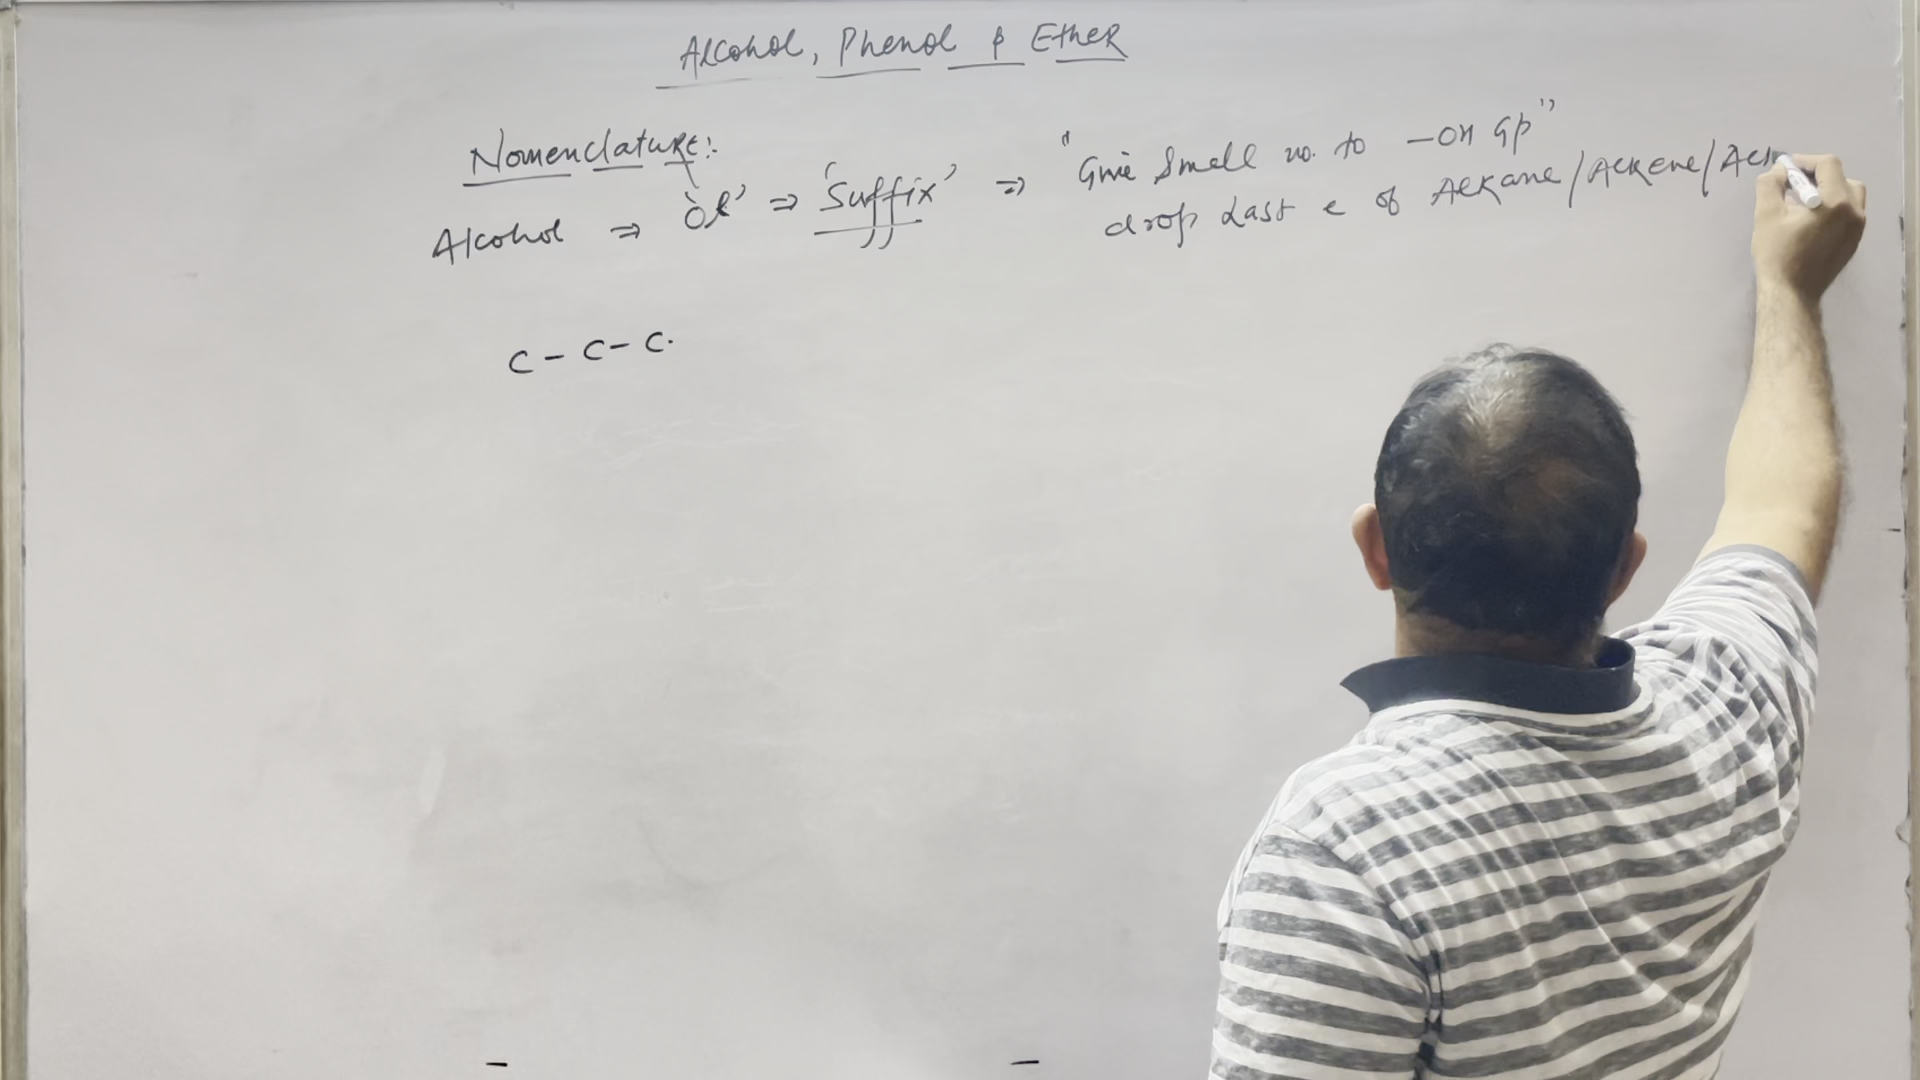 Alcohol, Phenol & Ether
Nomenclature:-
Alcohol ⇒ 'ol' ⇒ 'Suffix' ⇒ "Give Small no. to -OH gp"
drop Last e of Alkane/Alkene/
C - C - C.